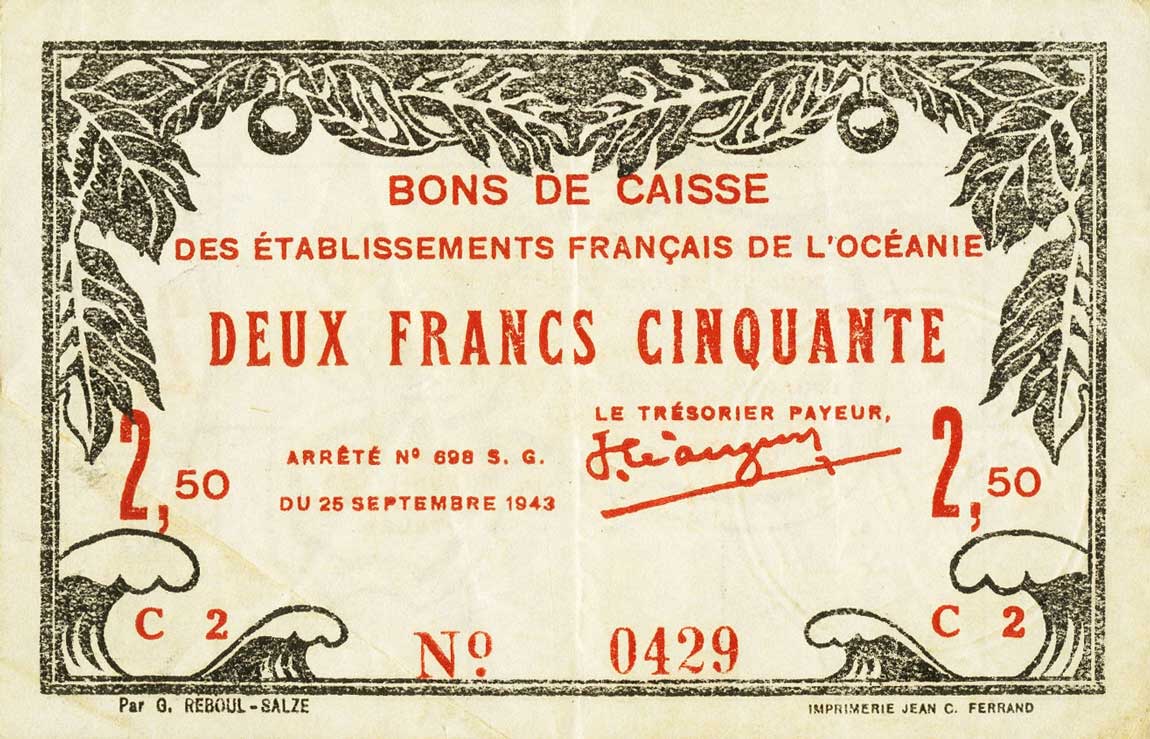 BONS DE CAISSE
DES ÉTABLISSEMENTS FRANÇAIS DE L'OCÉANIE
DEUX FRANCS CINQUANTE
LE TRÉSORIER PAYEUR,
2,50
ARRÊTÉ Nº 698 S. G.
DU 25 SEPTEMBRE 1943
2,50
C 2
Nº 0429
C 2
Par G. REBOUL-SALZE
IMPRIMERIE JEAN C. FERRAND